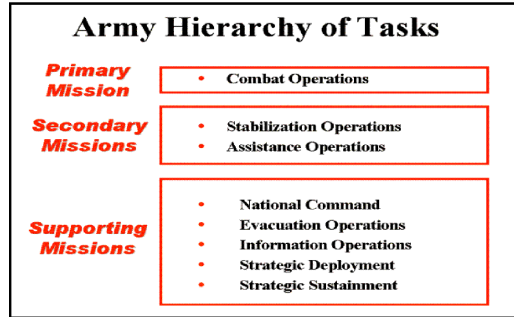 Army Hierarchy of Tasks
Primary
Mission
• Combat Operations
Secondary
Missions
• Stabilization Operations
• Assistance Operations
Supporting
Missions
• National Command
• Evacuation Operations
• Information Operations
• Strategic Deployment
• Strategic Sustainment